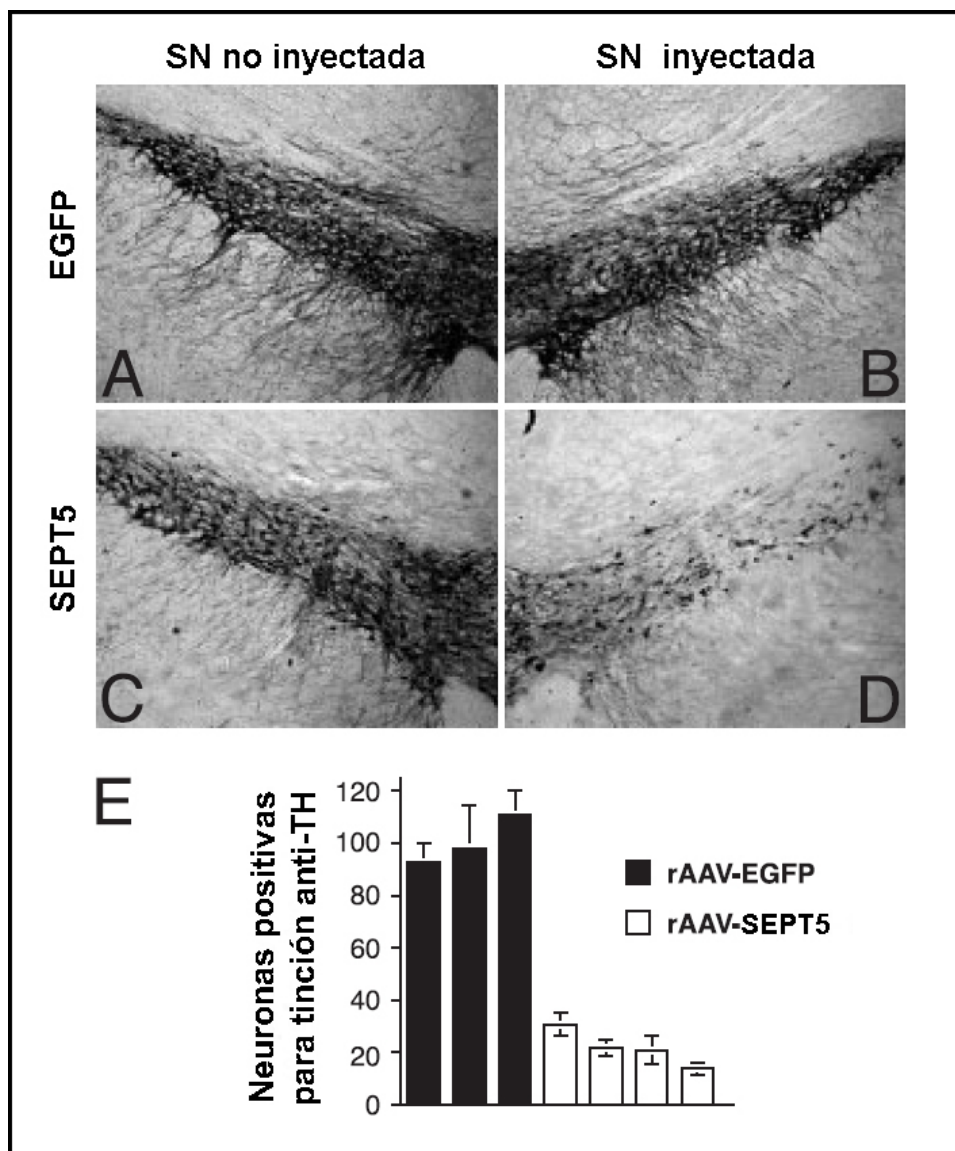 SN no inyectada
SN inyectada
EGFP
A
B
SEPT5
C
D
E
Neuronas positivas
para tinción anti-TH
120
100
80
60
40
20
0
rAAV-EGFP
rAAV-SEPT5